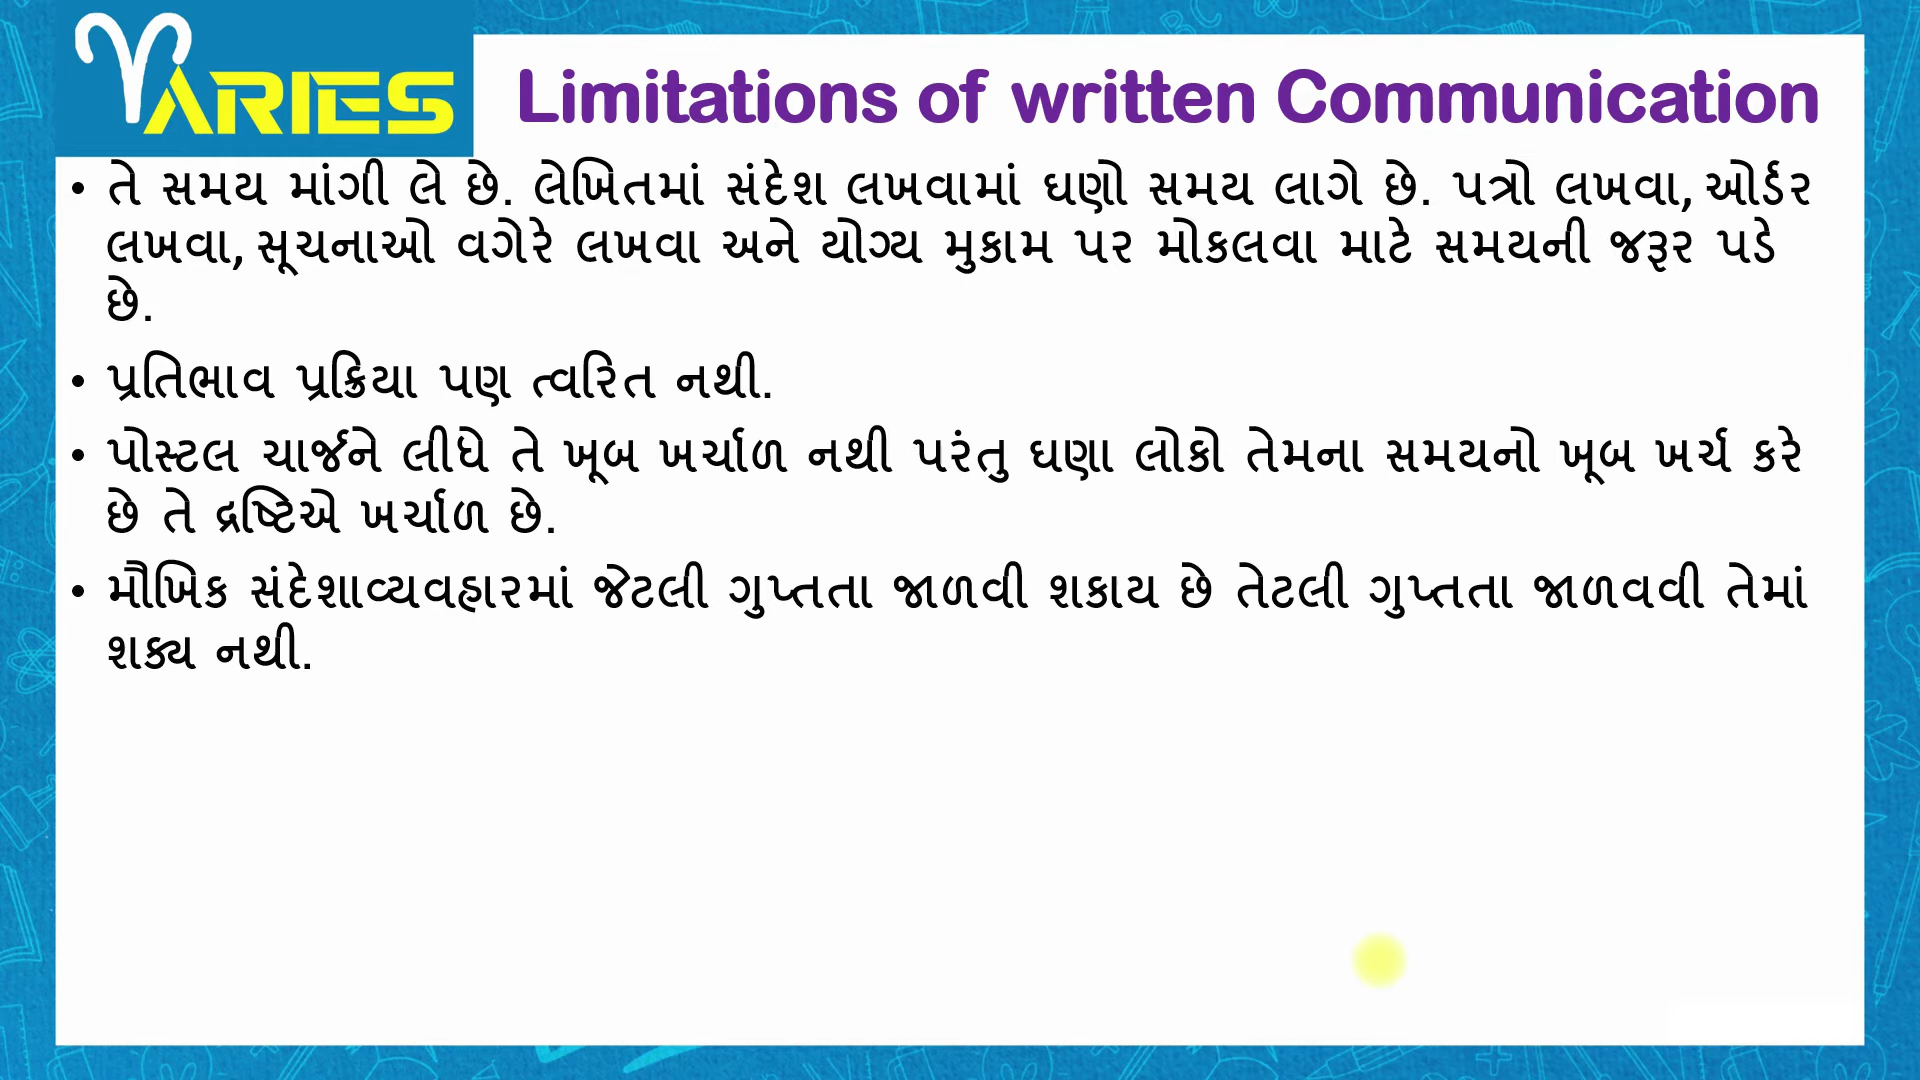 ARIES
Limitations of written Communication
• તે સમય માંગી લે છે. લેખિતમાં સંદેશ લખવામાં ઘણો સમય લાગે છે. પત્રો લખવા, ઓર્ડર
લખવા, સૂચનાઓ વગેરે લખવા અને યોગ્ય મુકામ પર મોકલવા માટે સમયની જરૂર પડે
છે.
• પ્રતિભાવ પ્રક્રિયા પણ ત્વરિત નથી.
• પોસ્ટલ ચાર્જને લીધે તે ખૂબ ખર્ચાળ નથી પરંતુ ઘણા લોકો તેમના સમયનો ખૂબ ખર્ચ કરે
છે તે દ્રષ્ટિએ ખર્ચાળ છે.
• મૌખિક સંદેશાવ્યવહારમાં જેટલી ગુપ્તતા જાળવી શકાય છે તેટલી ગુપ્તતા જાળવવી તેમાં
શક્ય નથી.